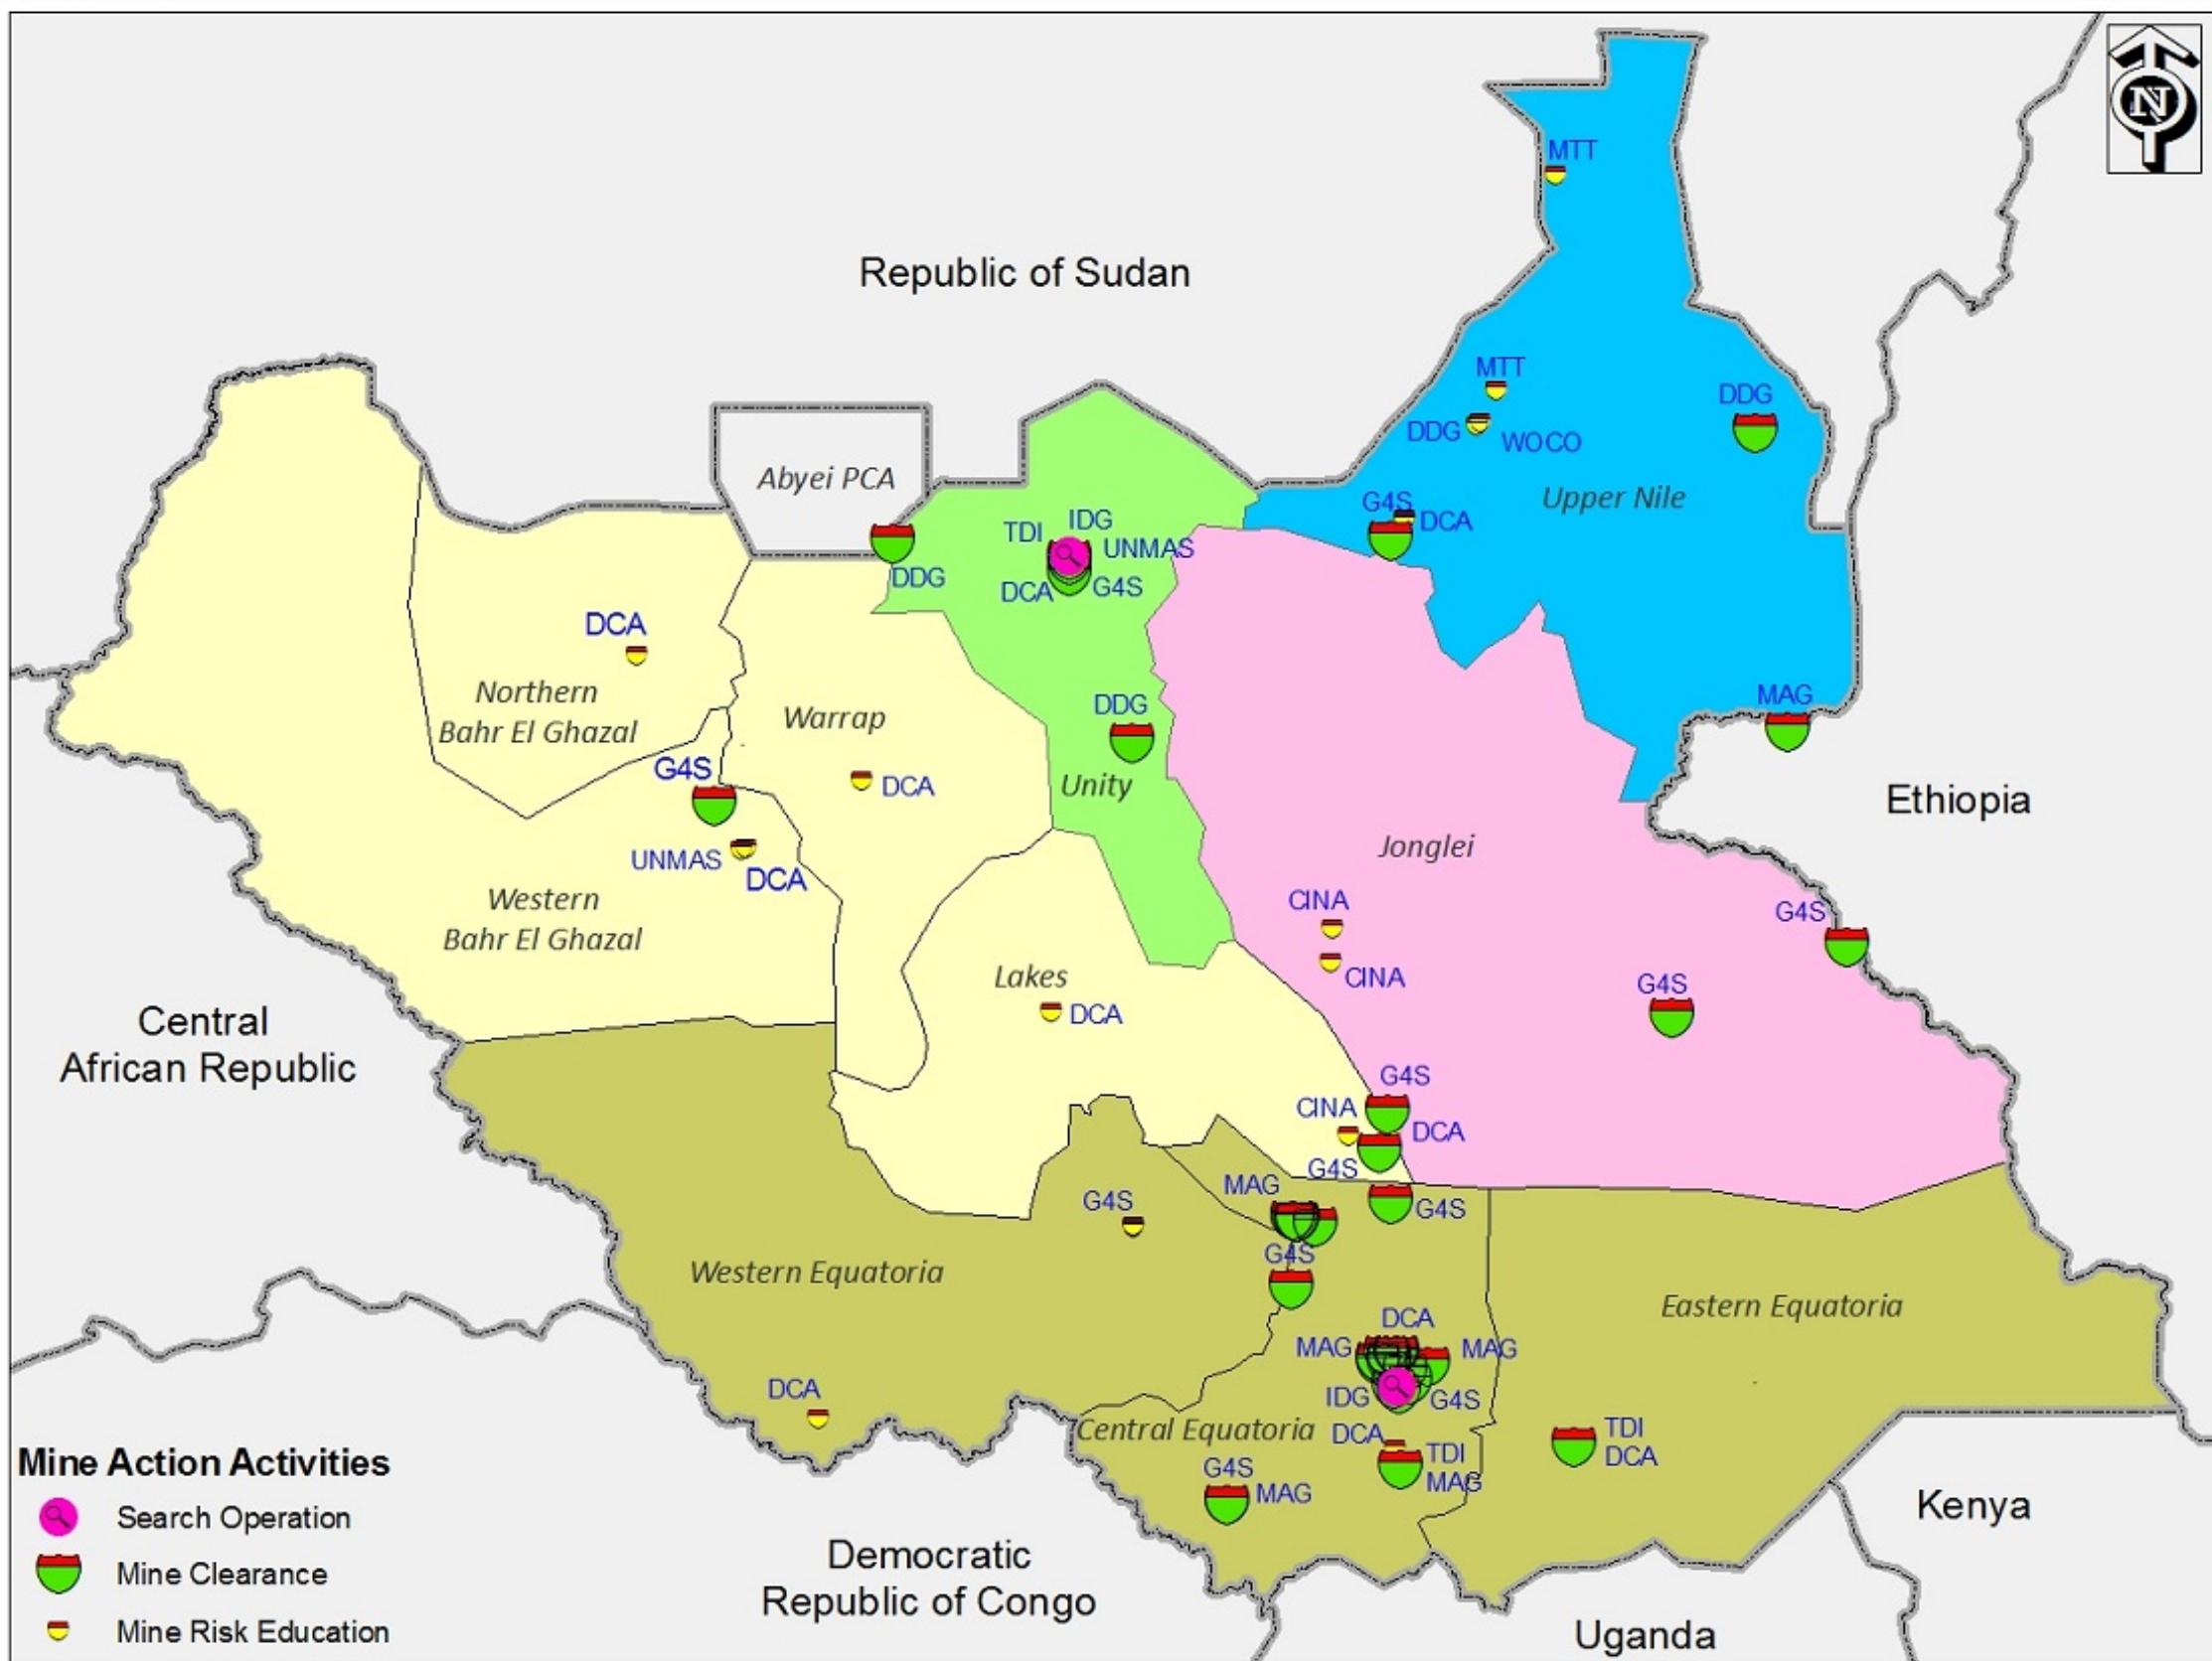 N
MTT
Republic of Sudan
MTT
DDG
DDG
WOCO
Abyei PCA
Upper Nile
G4S
DCA
IDG
TDI
UNMAS
DCA
G4S
DDG
DCA
Northern
Bahr El Ghazal
Warrap
DDG
MAG
G4S
DCA
Unity
Ethiopia
UNMAS
DCA
Jonglei
Western
Bahr El Ghazal
CINA
CINA
G4S
G4S
Lakes
DCA
Central
African Republic
G4S
CINA
DCA
G4S
MAG
G4S
G4S
G4S
Western Equatoria
Eastern Equatoria
DCA
MAG
MAG
IDG
G4S
DCA
Central Equatoria
DCA
TDI
MAG
TDI
DCA
G4S
MAG
Mine Action Activities
Search Operation
Mine Clearance
Mine Risk Education
Democratic
Republic of Congo
Kenya
Uganda